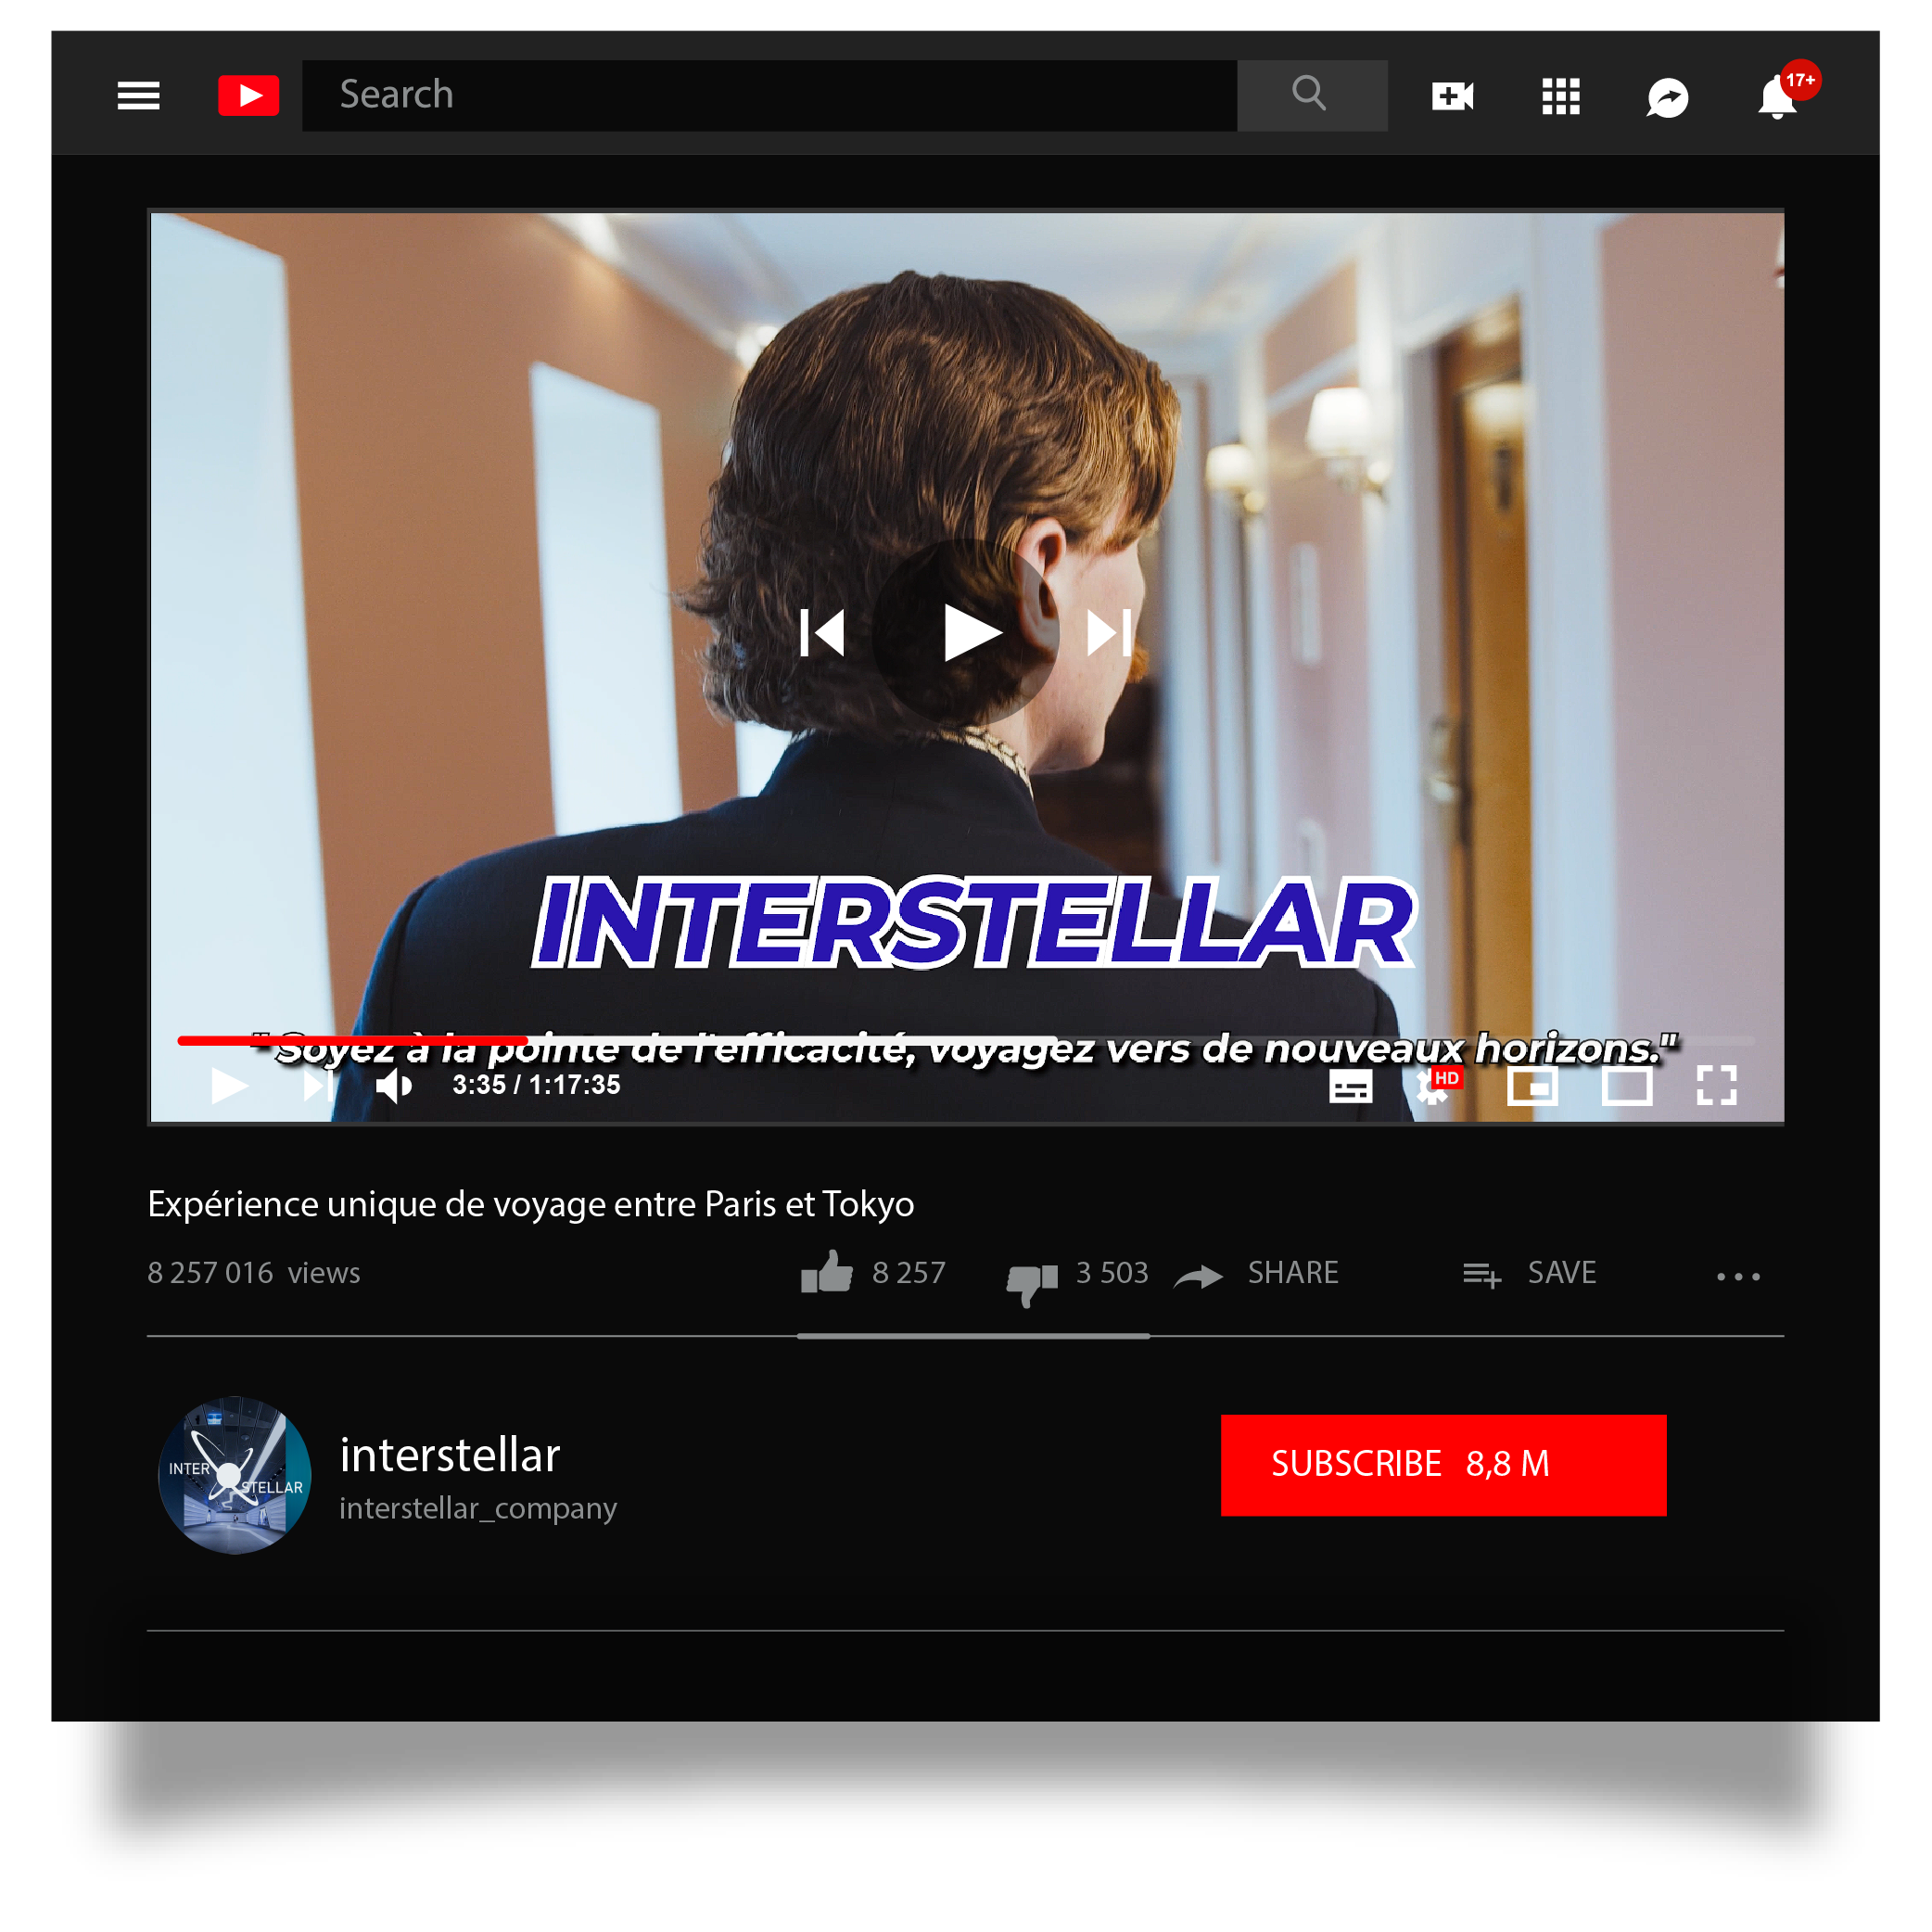 Search
17+
INTERSTELLAR
" Soyez à la pointe de l'efficacité, voyagez vers de nouveaux horizons."
3:35 / 1:17:35
HD
Expérience unique de voyage entre Paris et Tokyo
8 257 016 views
8 257
3 503
SHARE
SAVE
INTER
STELLAR
interstellar
interstellar_company
SUBSCRIBE 8,8 M